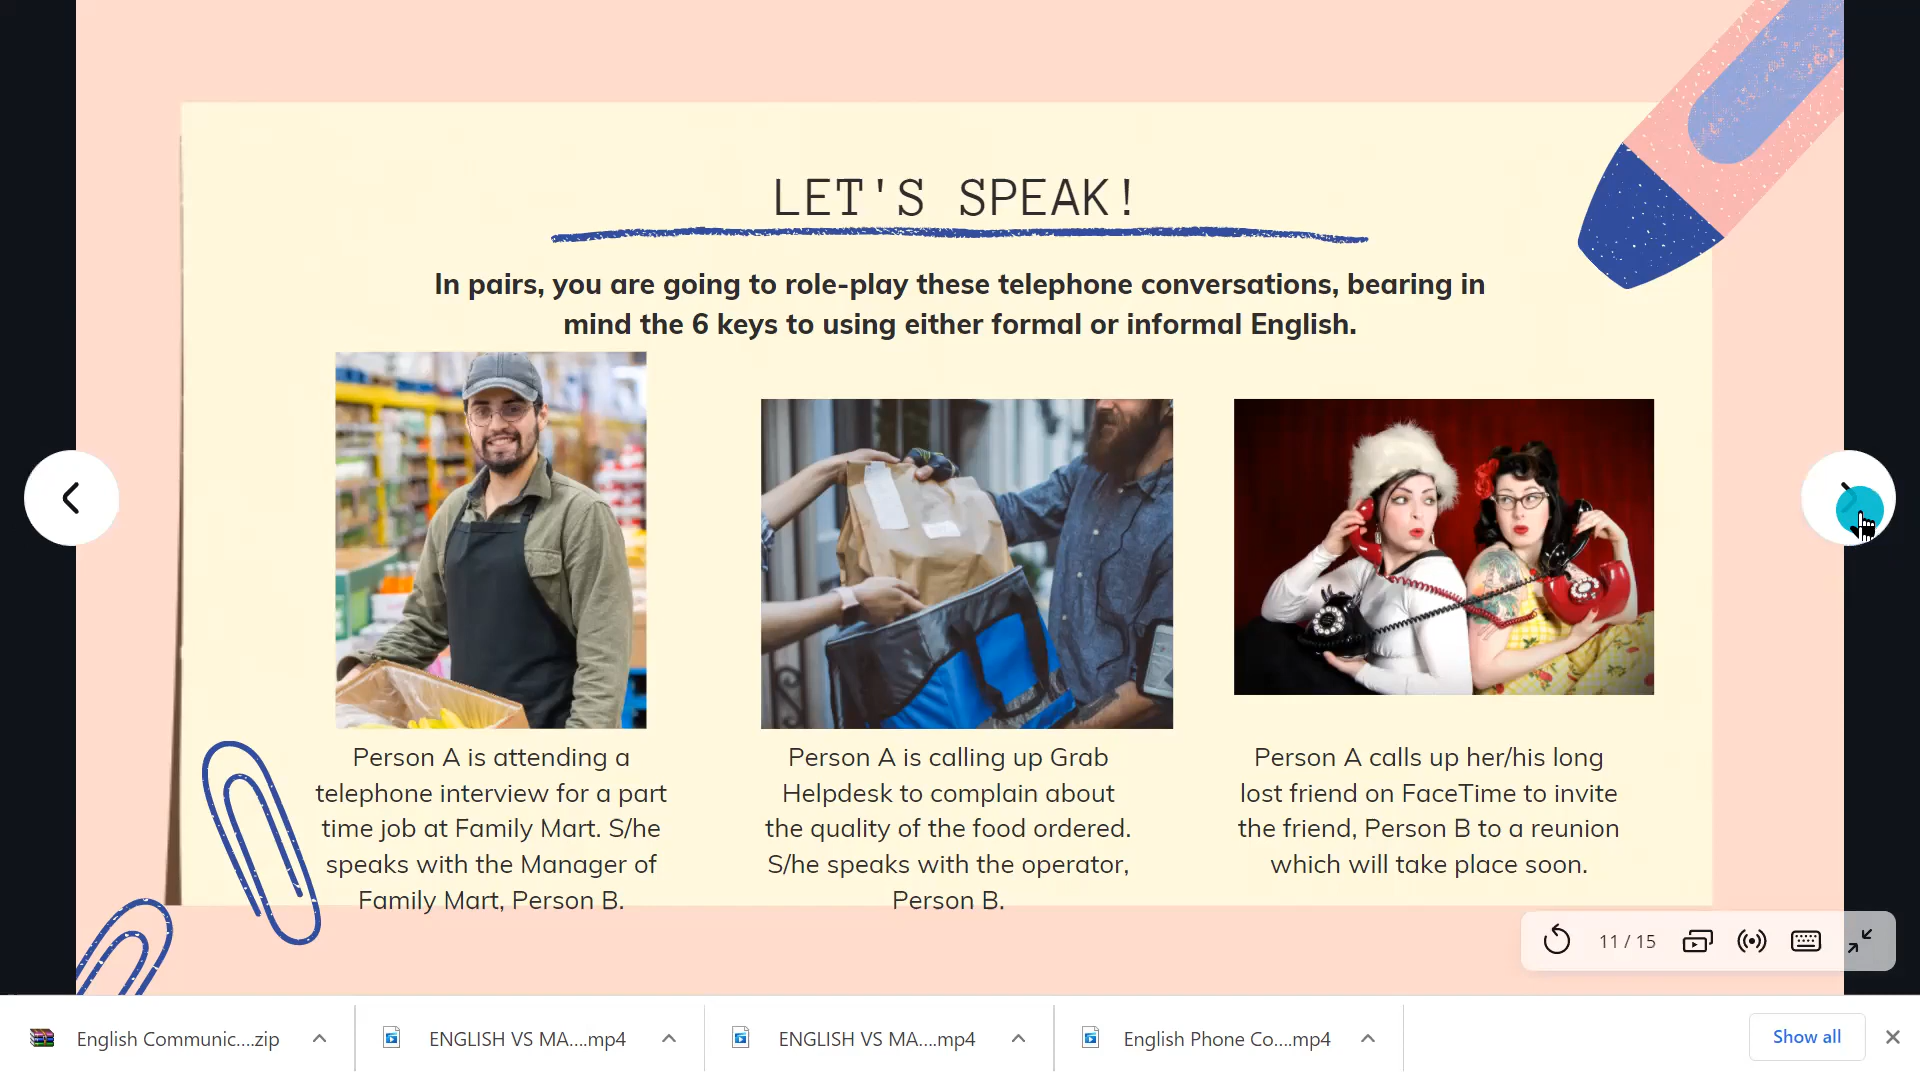 LET'S SPEAK!
In pairs, you are going to role-play these telephone conversations, bearing in
mind the 6 keys to using either formal or informal English.
Person A is attending a
telephone interview for a part
time job at Family Mart. S/he
speaks with the Manager of
Family Mart, Person B.
Person A is calling up Grab
Helpdesk to complain about
the quality of the food ordered.
S/he speaks with the operator,
Person B.
Person A calls up her/his long
lost friend on FaceTime to invite
the friend, Person B to a reunion
which will take place soon.
11 / 15
English Communic....zip
ENGLISH VS MA....mp4
ENGLISH VS MA....mp4
English Phone Co....mp4
Show all